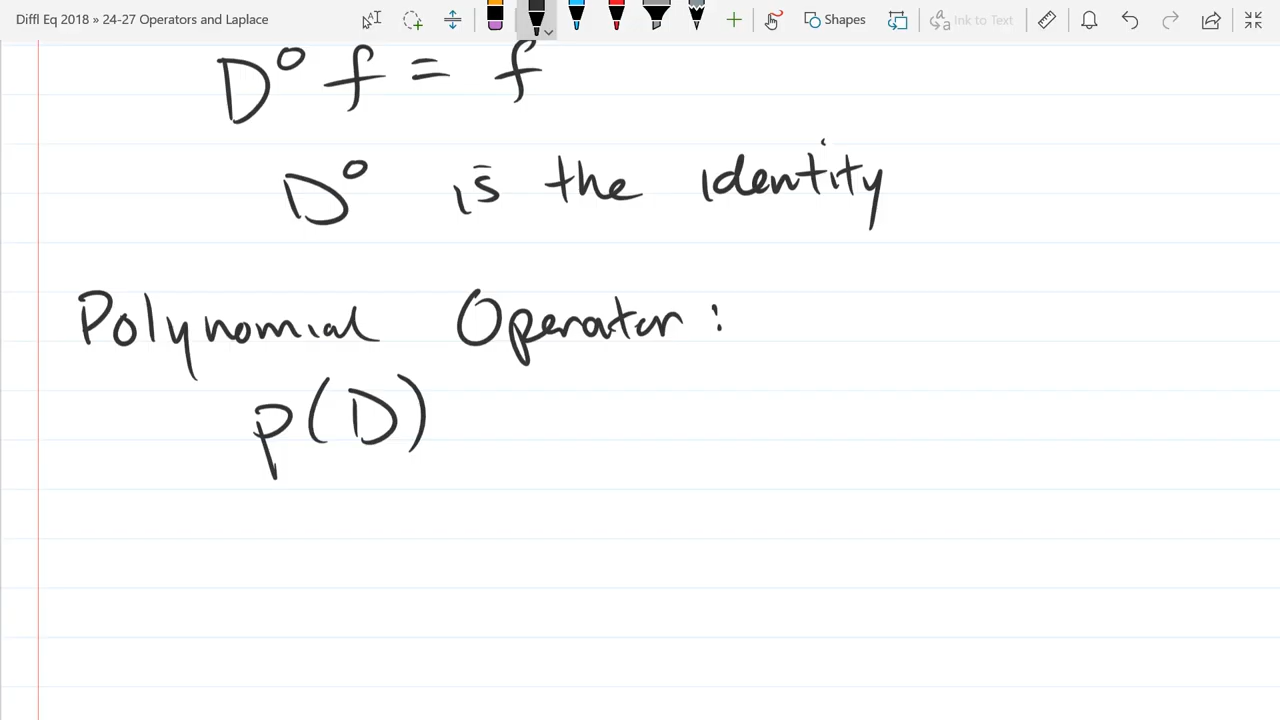 Diffl Eq 2018 » 24-27 Operators and Laplace
Shapes
Ink to Text
D⁰ f = f
D⁰ is the identity
Polynomial Operator:
p(D)